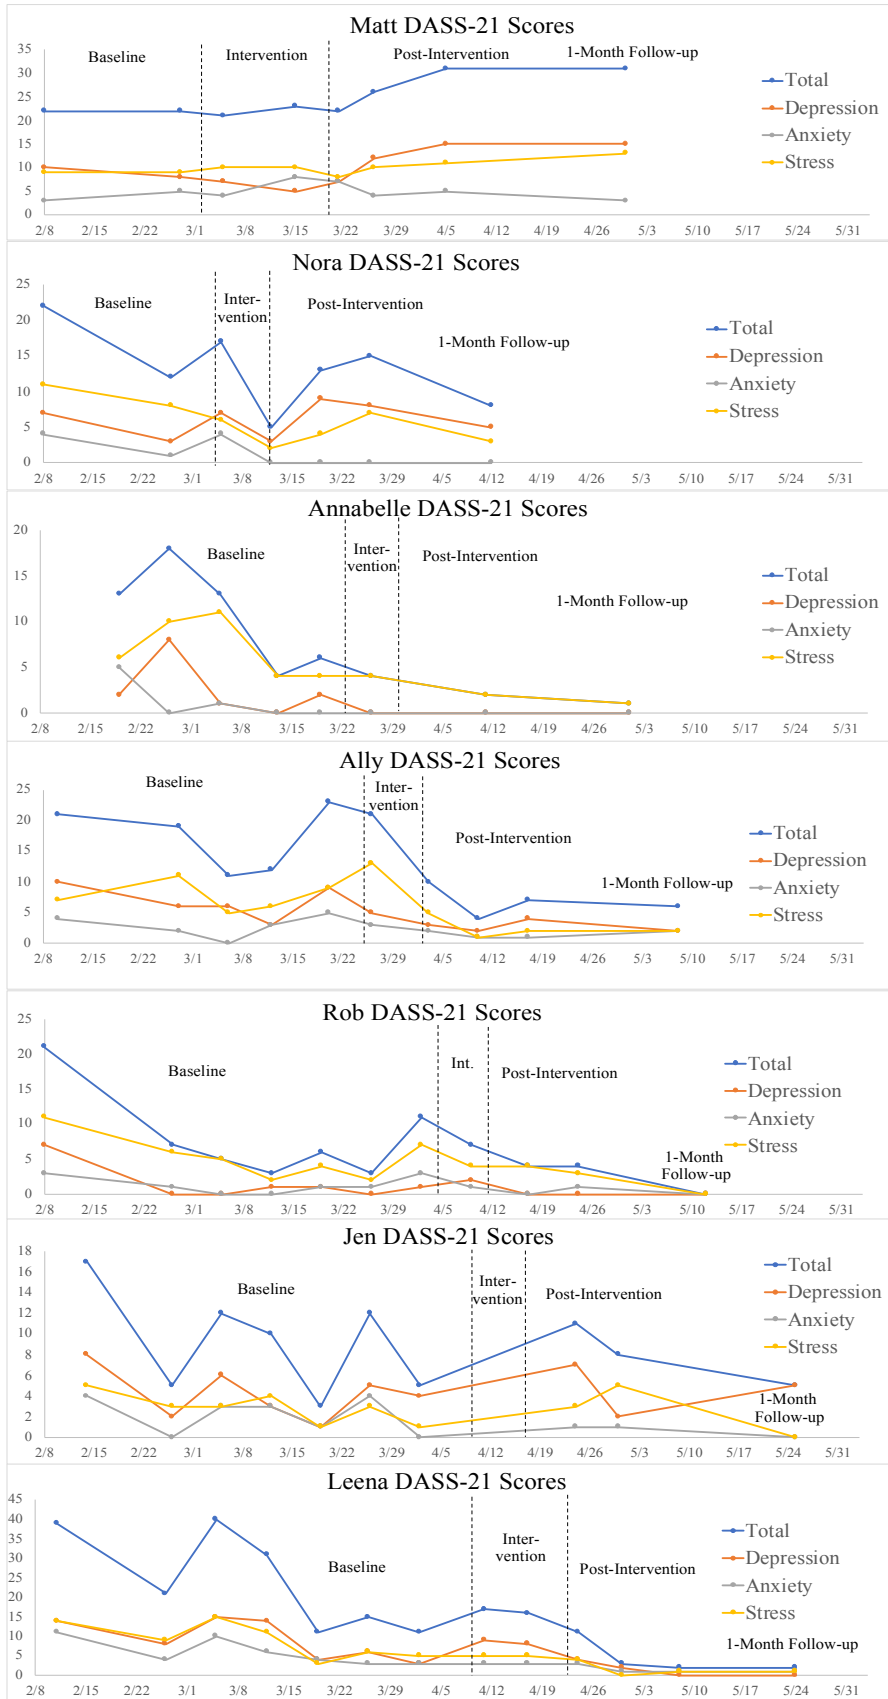 Matt DASS-21 Scores
Baseline
Intervention
Post-Intervention
1-Month Follow-up
35
30
25
20
15
10
5
0
2/8 2/15 2/22 3/1 3/8 3/15 3/22 3/29 4/5 4/12 4/19 4/26 5/3 5/10 5/17 5/24 5/31
Total
Depression
Anxiety
Stress
Nora DASS-21 Scores
Baseline
Inter-
vention
Post-Intervention
1-Month Follow-up
25
20
15
10
5
0
2/8 2/15 2/22 3/1 3/8 3/15 3/22 3/29 4/5 4/12 4/19 4/26 5/3 5/10 5/17 5/24 5/31
Total
Depression
Anxiety
Stress
Annabelle DASS-21 Scores
Baseline
Inter-
vention
Post-Intervention
1-Month Follow-up
20
15
10
5
0
2/8 2/15 2/22 3/1 3/8 3/15 3/22 3/29 4/5 4/12 4/19 4/26 5/3 5/10 5/17 5/24 5/31
Total
Depression
Anxiety
Stress
Ally DASS-21 Scores
Baseline
Inter-
vention
Post-Intervention
1-Month Follow-up
25
20
15
10
5
0
2/8 2/15 2/22 3/1 3/8 3/15 3/22 3/29 4/5 4/12 4/19 4/26 5/3 5/10 5/17 5/24 5/31
Total
Depression
Anxiety
Stress
Rob DASS-21 Scores
Baseline
Int.
Post-Intervention
1-Month
Follow-up
25
20
15
10
5
0
2/8 2/15 2/22 3/1 3/8 3/15 3/22 3/29 4/5 4/12 4/19 4/26 5/3 5/10 5/17 5/24 5/31
Total
Depression
Anxiety
Stress
Jen DASS-21 Scores
Baseline
Inter-
vention
Post-Intervention
1-Month
Follow-up
18
16
14
12
10
8
6
4
2
0
2/8 2/15 2/22 3/1 3/8 3/15 3/22 3/29 4/5 4/12 4/19 4/26 5/3 5/10 5/17 5/24 5/31
Total
Depression
Anxiety
Stress
Leena DASS-21 Scores
Baseline
Inter-
vention
Post-Intervention
1-Month Follow-up
45
40
35
30
25
20
15
10
5
0
2/8 2/15 2/22 3/1 3/8 3/15 3/22 3/29 4/5 4/12 4/19 4/26 5/3 5/10 5/17 5/24 5/31
Total
Depression
Anxiety
Stress